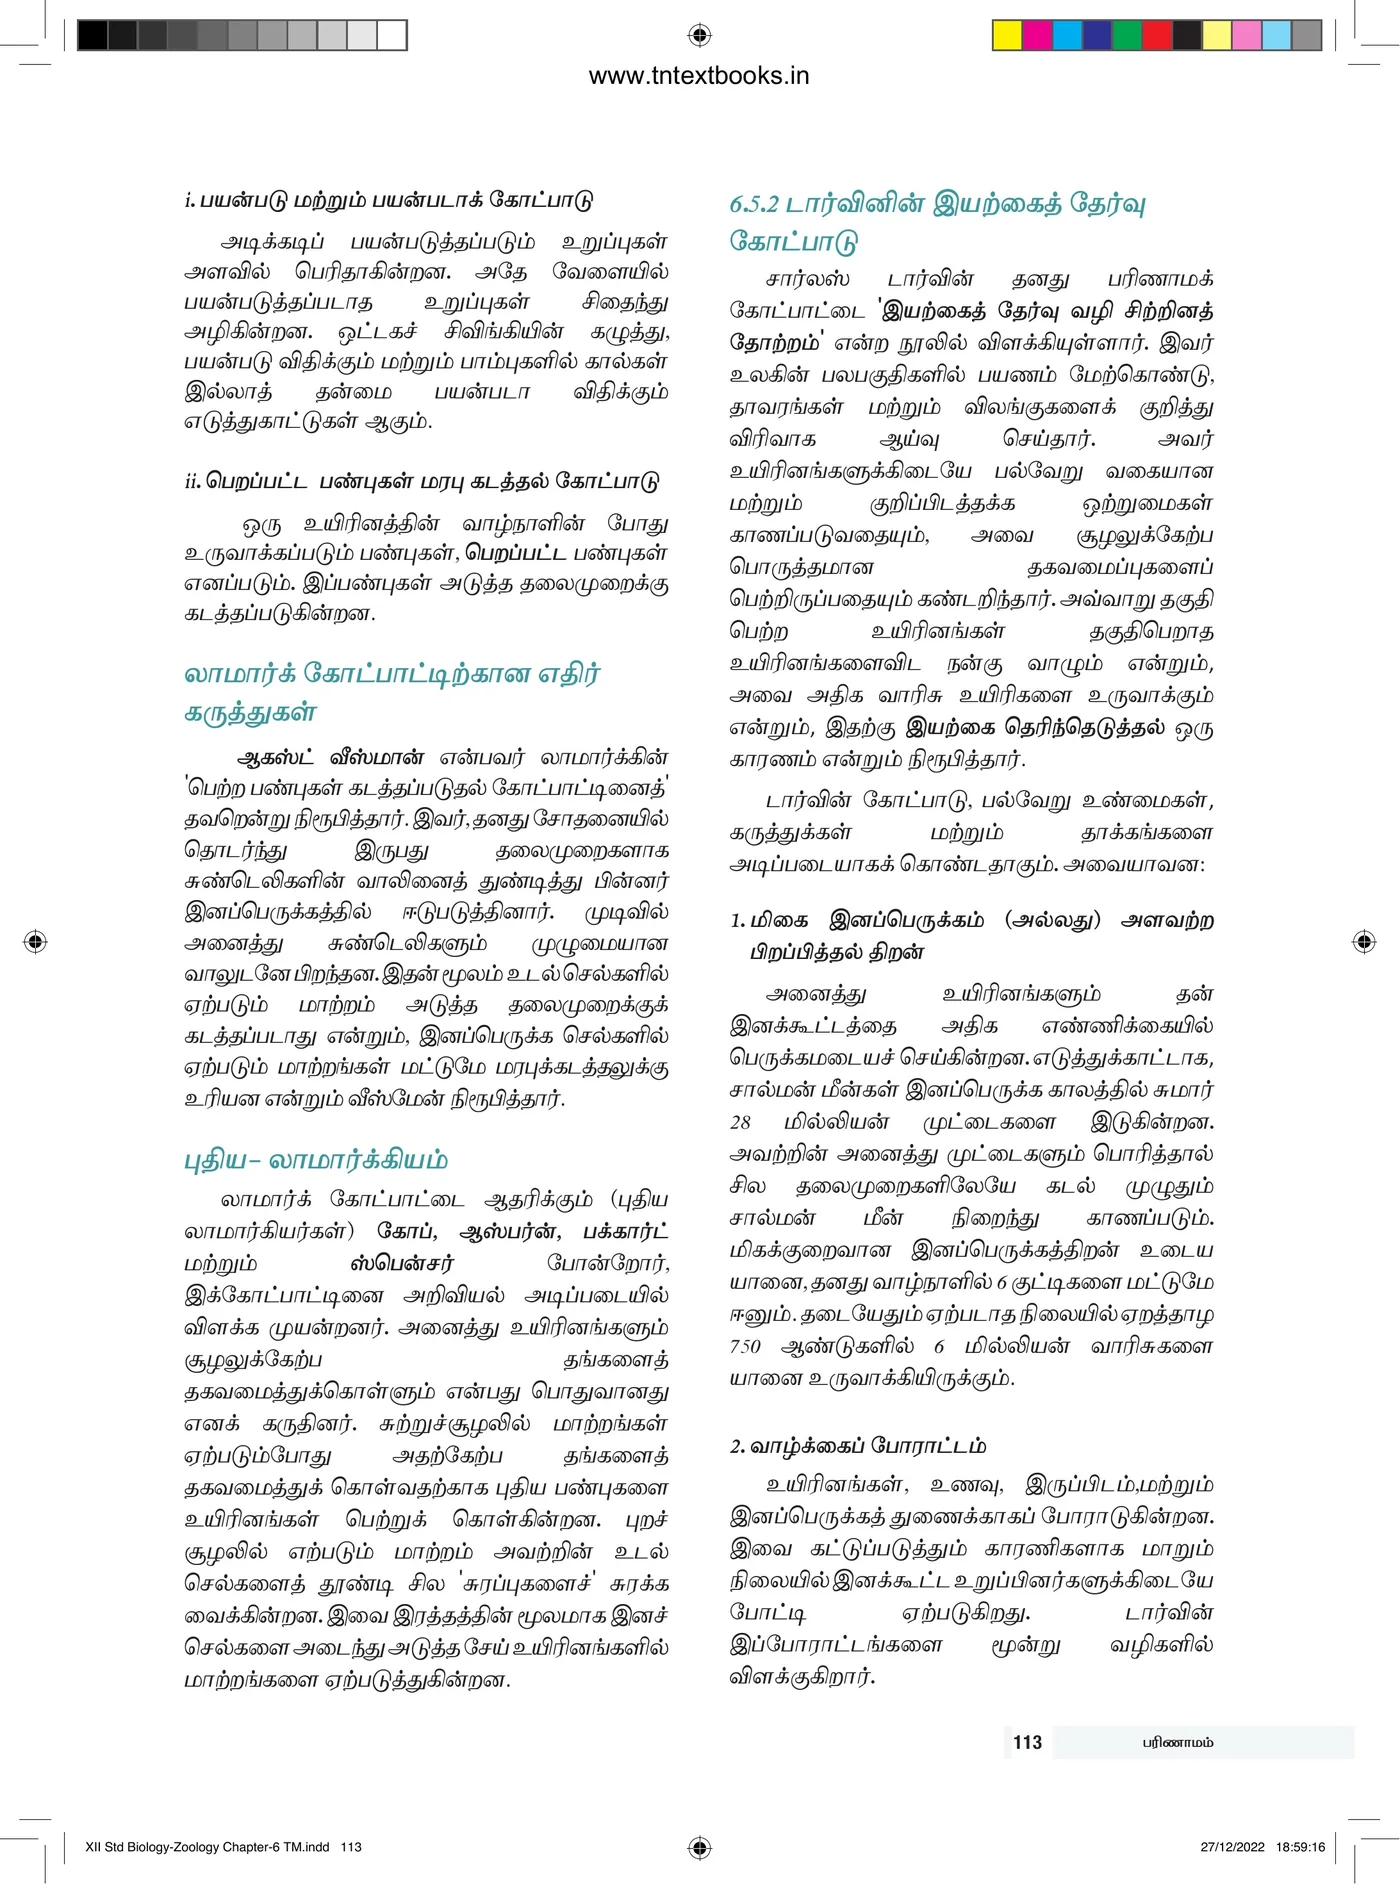 www.tntextbooks.in
i. பயன்படு மற்றும் பயன்படாக் கோட்பாடு
அடிக்கடிப் பயன்படுத்தப்படும் உறுப்புகள்
அளவில் பெரிதாகின்றன. அதே வேளையில்
பயன்படுத்தப்படாத உறுப்புகள் சிதைந்து
அழிகின்றன. ஒட்டகச் சிவிங்கியின் கழுத்து,
பயன்படு விதிக்கும் மற்றும் பாம்புகளில் கால்கள்
இல்லாத் தன்மை பயன்படா விதிக்கும்
எடுத்துகாட்டுகள் ஆகும்.
ii. பெறப்பட்ட பண்புகள் மரபு கடத்தல் கோட்பாடு
ஒரு உயிரினத்தின் வாழ்நாளின் போது
உருவாக்கப்படும் பண்புகள், பெறப்பட்ட பண்புகள்
எனப்படும். இப்பண்புகள் அடுத்த தலைமுறைக்கு
கடத்தப்படுகின்றன.
லாமார்க் கோட்பாட்டிற்கான எதிர்
கருத்துகள்
ஆகஸ்ட் வீஸ்மான் என்பவர் லாமார்க்கின்
'பெற்ற பண்புகள் கடத்தப்படுதல் கோட்பாட்டினைத்'
தவறென்று நிரூபித்தார். இவர், தனது சோதனையில்
தொடர்ந்து இருபது தலைமுறைகளாக
சுண்டெலிகளின் வாலினைத் துண்டித்து பின்னர்
இனப்பெருக்கத்தில் ஈடுபடுத்தினார். முடிவில்
அனைத்து சுண்டெலிகளும் முழுமையான
வாலுடனே பிறந்தன. இதன் மூலம் உடல் செல்களில்
ஏற்படும் மாற்றம் அடுத்த தலைமுறைக்குக்
கடத்தப்படாது என்றும், இனப்பெருக்க செல்களில்
ஏற்படும் மாற்றங்கள் மட்டுமே மரபுக்கடத்தலுக்கு
உரியன என்றும் வீஸ்மேன் நிரூபித்தார்.
புதிய– லாமார்க்கியம்
லாமார்க் கோட்பாட்டை ஆதரிக்கும் (புதிய
லாமார்கியர்கள்) கோப், ஆஸ்பர்ன், பக்கார்ட்
மற்றும் ஸ்பென்சர் போன்றோர்,
இக்கோட்பாட்டினை அறிவியல் அடிப்படையில்
விளக்க முயன்றனர். அனைத்து உயிரினங்களும்
சூழலுக்கேற்ப தங்களைத்
தகவமைத்துக்கொள்ளும் என்பது பொதுவானது
எனக் கருதினர். சுற்றுச்சூழலில் மாற்றங்கள்
ஏற்படும்போது அதற்கேற்ப தங்களைத்
தகவமைத்துக் கொள்வதற்காக புதிய பண்புகளை
உயிரினங்கள் பெற்றுக் கொள்கின்றன. புறச்
சூழலில் எற்படும் மாற்றம் அவற்றின் உடல்
செல்களைத் தூண்டி சில 'சுரப்புகளைச்' சுரக்க
வைக்கின்றன. இவை இரத்தத்தின் மூலமாக இனச்
செல்களை அடைந்து அடுத்த சேய் உயிரினங்களில்
மாற்றங்களை ஏற்படுத்துகின்றன.
6.5.2 டார்வினின் இயற்கைத் தேர்வு
கோட்பாடு
சார்லஸ் டார்வின் தனது பரிணாமக்
கோட்பாட்டை 'இயற்கைத் தேர்வு வழி சிற்றினத்
தோற்றம்' என்ற நூலில் விளக்கியுள்ளார். இவர்
உலகின் பலபகுதிகளில் பயணம் மேற்கொண்டு,
தாவரங்கள் மற்றும் விலங்குகளைக் குறித்து
விரிவாக ஆய்வு செய்தார். அவர்
உயிரினங்களுக்கிடையே பல்வேறு வகையான
மற்றும் குறிப்பிடத்தக்க ஒற்றுமைகள்
காணப்படுவதையும், அவை சூழலுக்கேற்ப
பொருத்தமான தகவமைப்புகளைப்
பெற்றிருப்பதையும் கண்டறிந்தார். அவ்வாறு தகுதி
பெற்ற உயிரினங்கள் தகுதிபெறாத
உயிரினங்களைவிட நன்கு வாழும் என்றும்,
அவை அதிக வாரிசு உயிரிகளை உருவாக்கும்
என்றும், இதற்கு இயற்கை தெரிந்தெடுத்தல் ஒரு
காரணம் என்றும் நிரூபித்தார்.
டார்வின் கோட்பாடு, பல்வேறு உண்மைகள்,
கருத்துக்கள் மற்றும் தாக்கங்களை
அடிப்படையாகக் கொண்டதாகும். அவையாவன:
1. மிகை இனப்பெருக்கம் (அல்லது) அளவற்ற
பிறப்பித்தல் திறன்
அனைத்து உயிரினங்களும் தன்
இனக்கூட்டத்தை அதிக எண்ணிக்கையில்
பெருக்கமடையச் செய்கின்றன. எடுத்துக்காட்டாக,
சால்மன் மீன்கள் இனப்பெருக்க காலத்தில் சுமார்
28 மில்லியன் முட்டைகளை இடுகின்றன.
அவற்றின் அனைத்து முட்டைகளும் பொரித்தால்
சில தலைமுறைகளிலேயே கடல் முழுதும்
சால்மன் மீன் நிறைந்து காணப்படும்.
மிகக்குறைவான இனப்பெருக்கத்திறன் உடைய
யானை, தனது வாழ்நாளில் 6 குட்டிகளை மட்டுமே
ஈனும். தடையேதும் ஏற்படாத நிலையில் ஏறத்தாழ
750 ஆண்டுகளில் 6 மில்லியன் வாரிசுகளை
யானை உருவாக்கியிருக்கும்.
2. வாழ்க்கைப் போராட்டம்
உயிரினங்கள், உணவு, இருப்பிடம்,மற்றும்
இனப்பெருக்கத் துணைக்காகப் போராடுகின்றன.
இவை கட்டுப்படுத்தும் காரணிகளாக மாறும்
நிலையில் இனக்கூட்ட உறுப்பினர்களுக்கிடையே
போட்டி ஏற்படுகிறது. டார்வின்
இப்போராட்டங்களை மூன்று வழிகளில்
விளக்குகிறார்.
113 பரிணாமம்
XII Std Biology-Zoology Chapter-6 TM.indd 113 27/12/2022 18:59:16